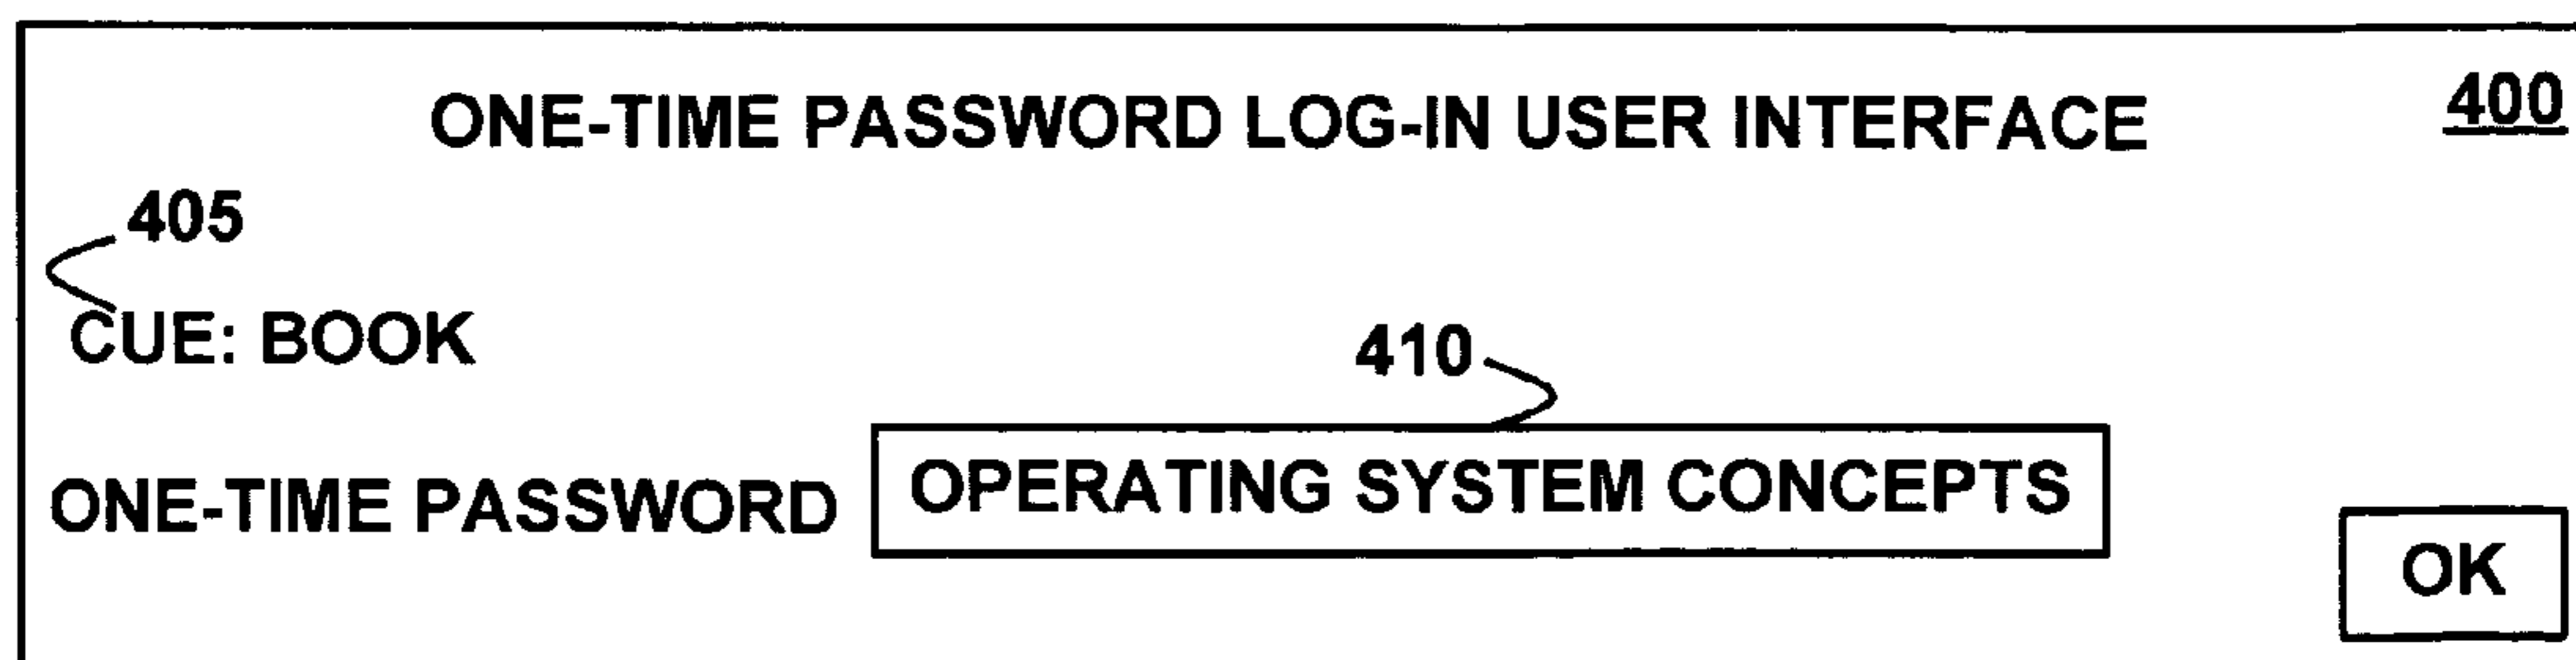 ONE-TIME PASSWORD LOG-IN USER INTERFACE 400
405
CUE: BOOK
410
ONE-TIME PASSWORD OPERATING SYSTEM CONCEPTS
OK